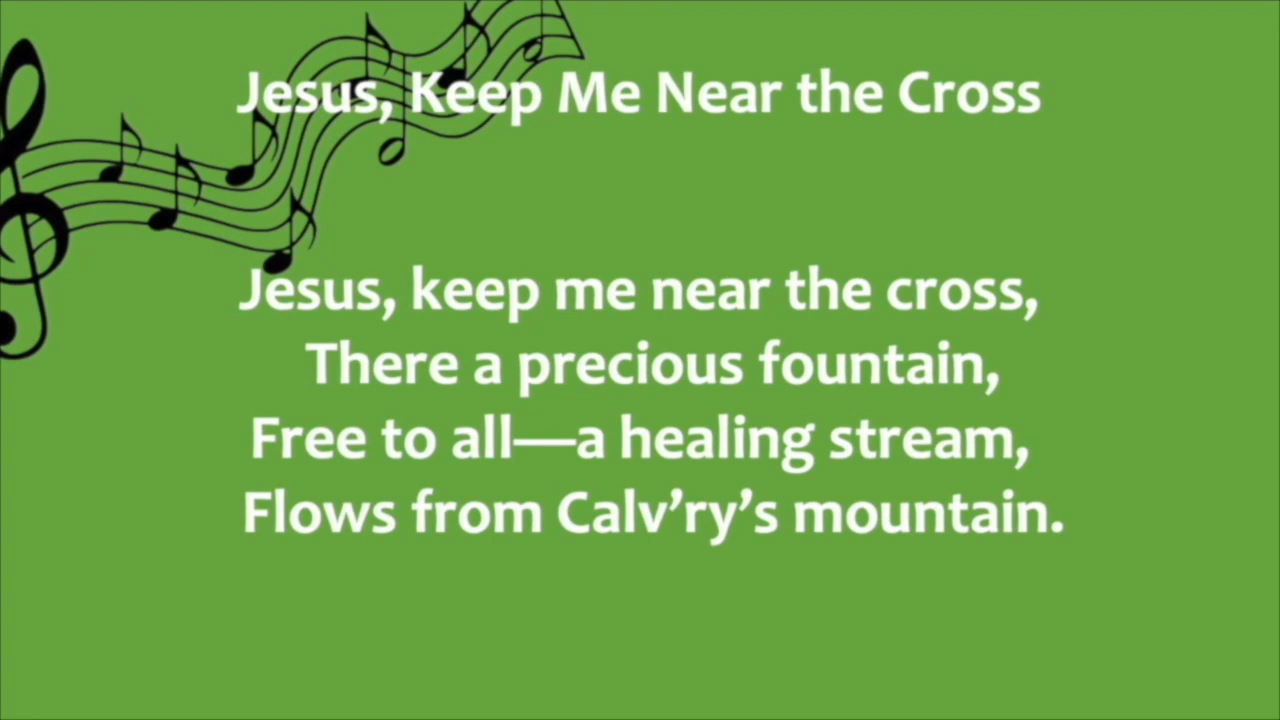 Jesus, Keep Me Near the Cross
Jesus, keep me near the cross,
There a precious fountain,
Free to all—a healing stream,
Flows from Calv’ry’s mountain.